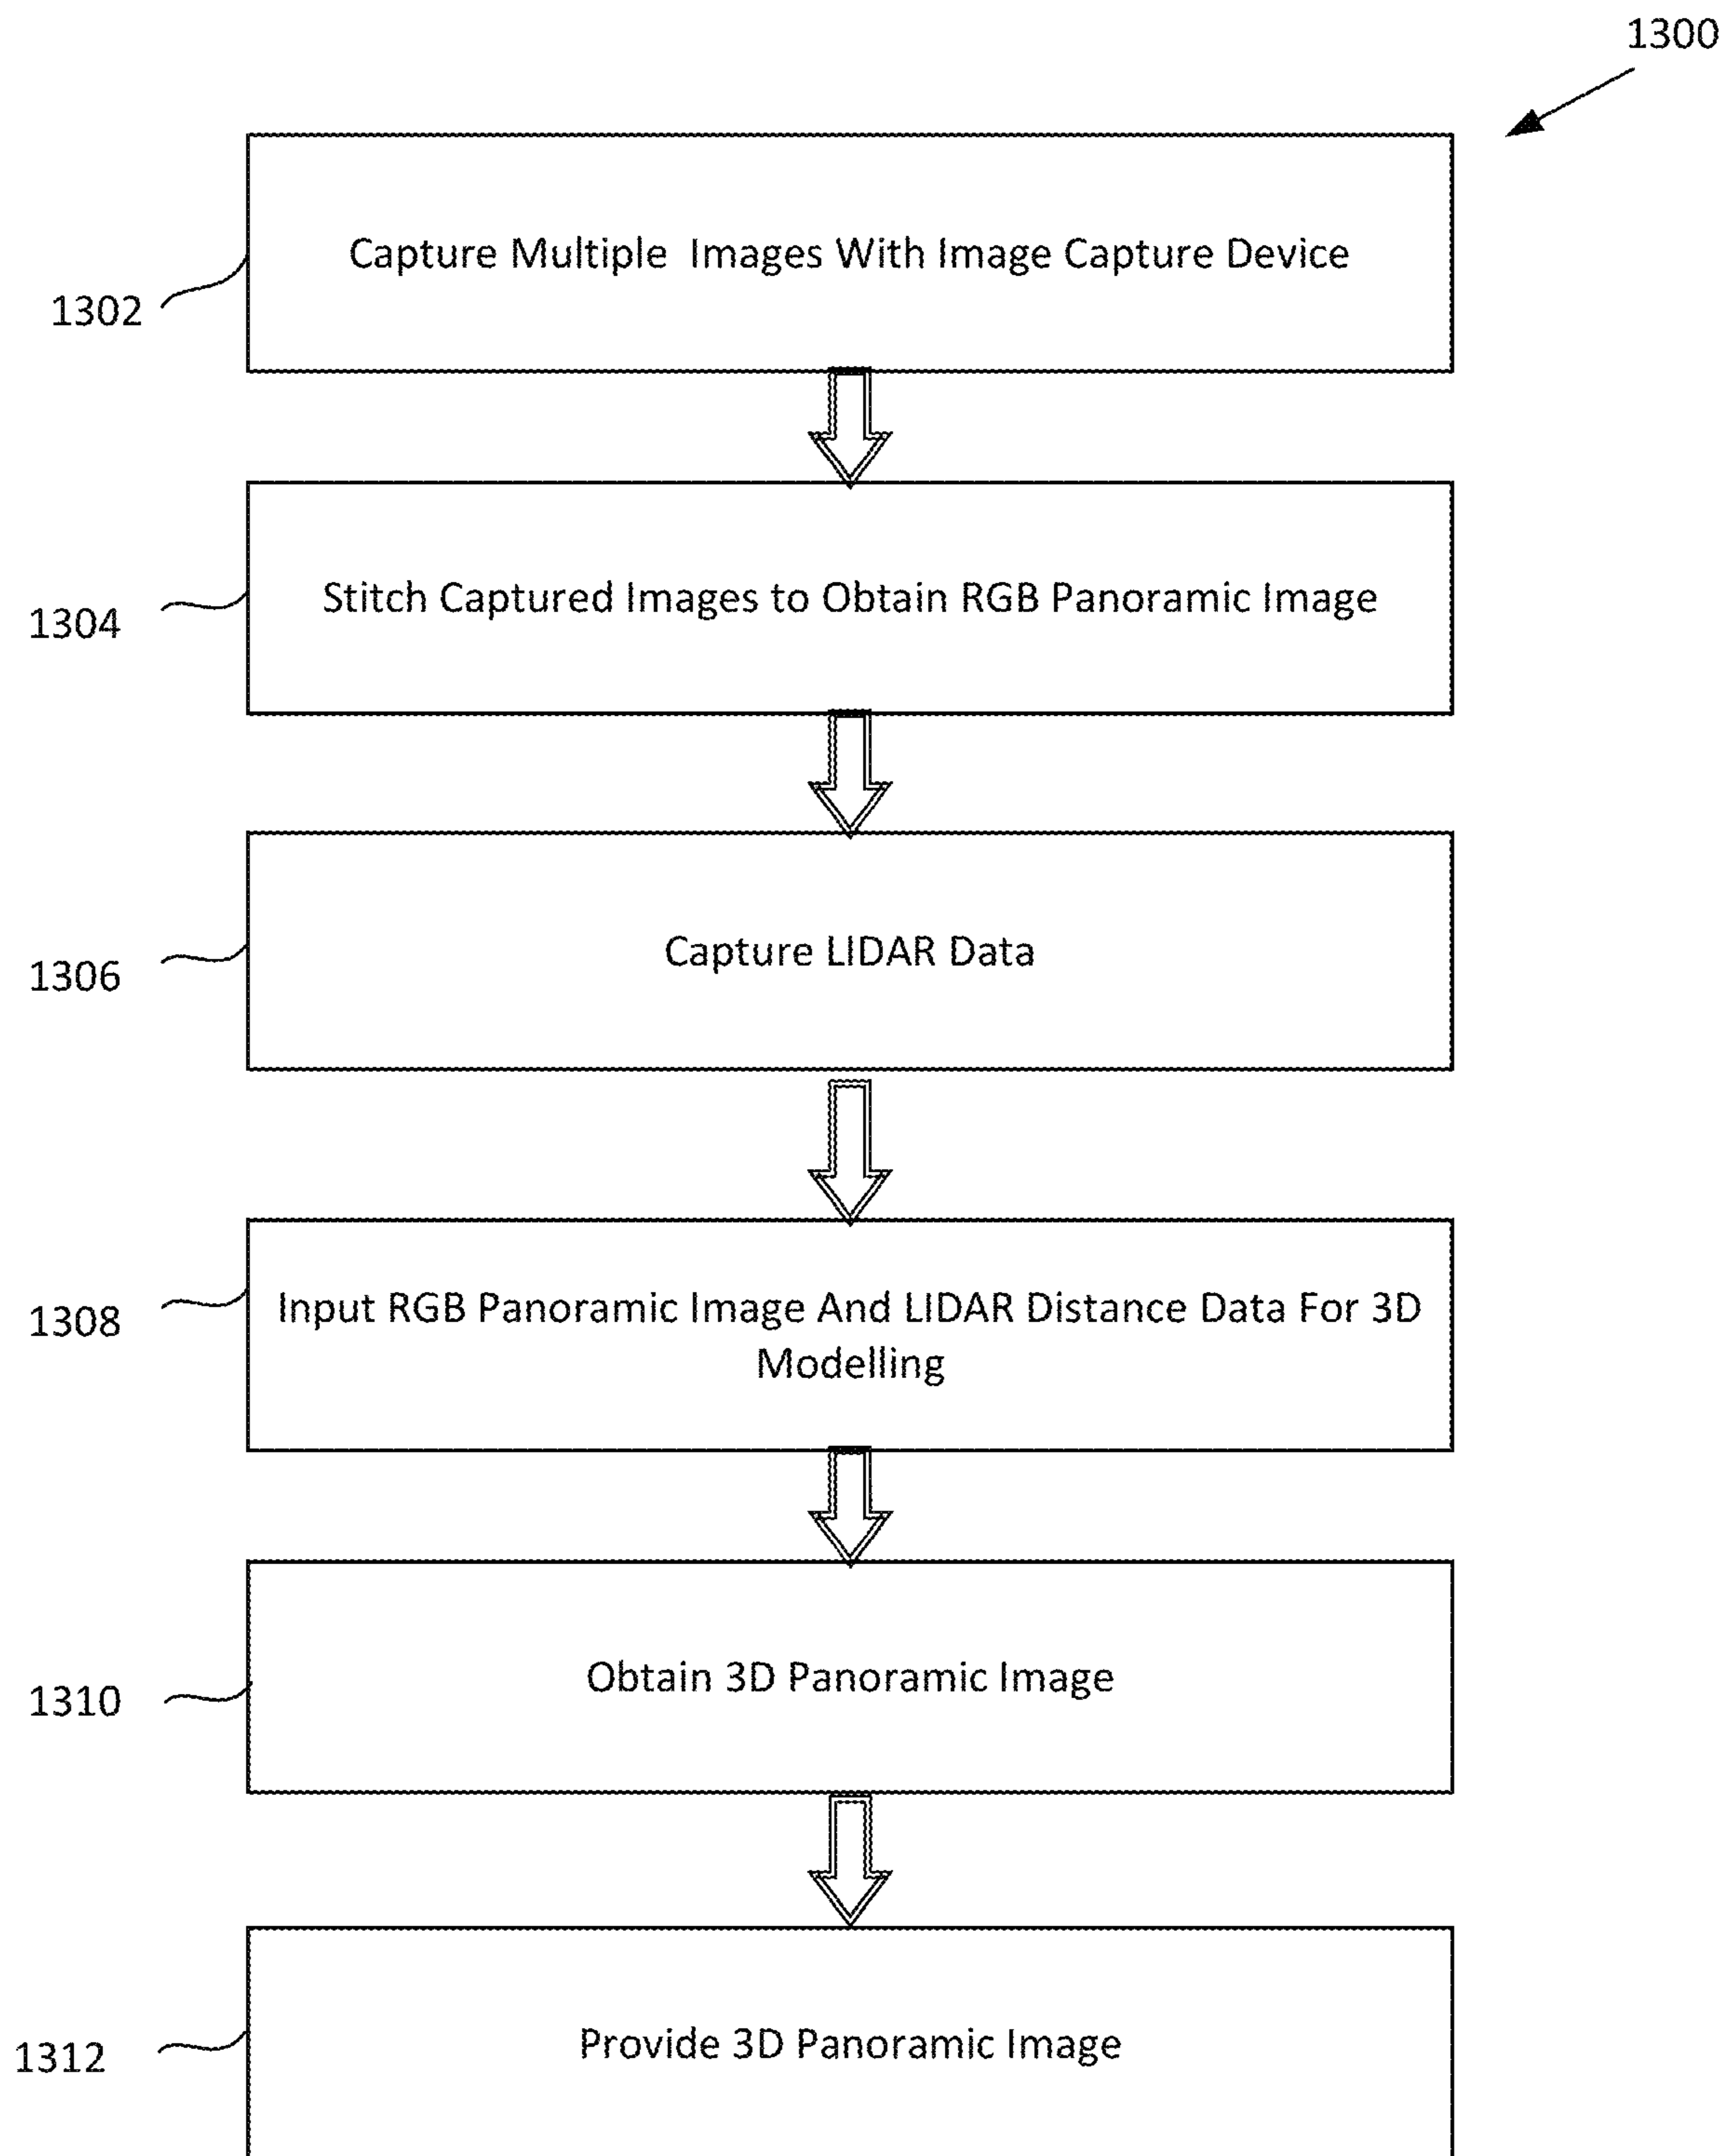 1300
Capture Multiple Images With Image Capture Device
1302
Stitch Captured Images to Obtain RGB Panoramic Image
1304
Capture LIDAR Data
1306
Input RGB Panoramic Image And LIDAR Distance Data For 3D
Modelling
1308
Obtain 3D Panoramic Image
1310
Provide 3D Panoramic Image
1312